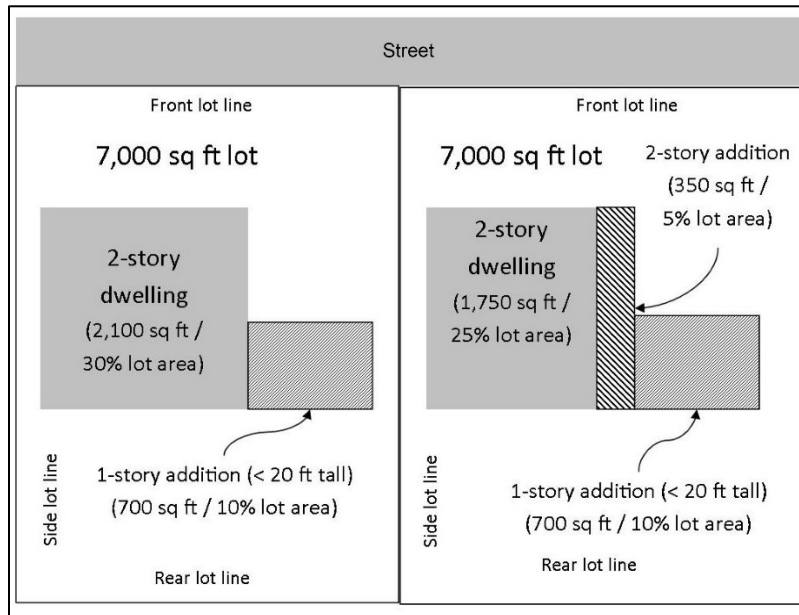 Street
Front lot line
7,000 sq ft lot
2-story
dwelling
(2,100 sq ft /
30% lot area)
1-story addition (< 20 ft tall)
(700 sq ft / 10% lot area)
Side lot line
Rear lot line
Front lot line
7,000 sq ft lot
2-story addition
(350 sq ft /
5% lot area)
2-story
dwelling
(1,750 sq ft /
25% lot area)
1-story addition (< 20 ft tall)
(700 sq ft / 10% lot area)
Side lot line
Rear lot line